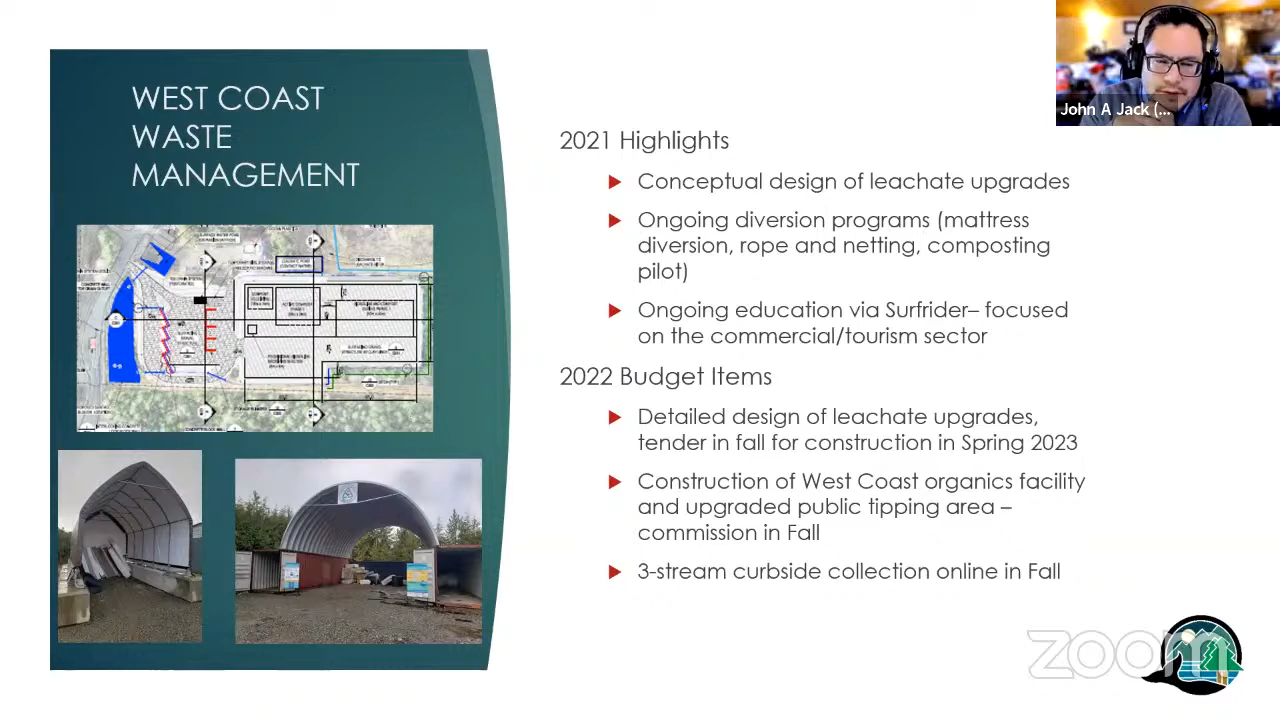 WEST COAST
WASTE
MANAGEMENT
2021 Highlights
Conceptual design of leachate upgrades
Ongoing diversion programs (mattress
diversion, rope and netting, composting
pilot)
Ongoing education via Surfrider– focused
on the commercial/tourism sector
2022 Budget Items
Detailed design of leachate upgrades,
tender in fall for construction in Spring 2023
Construction of West Coast organics facility
and upgraded public tipping area –
commission in Fall
3-stream curbside collection online in Fall
John A Jack (...
zoom